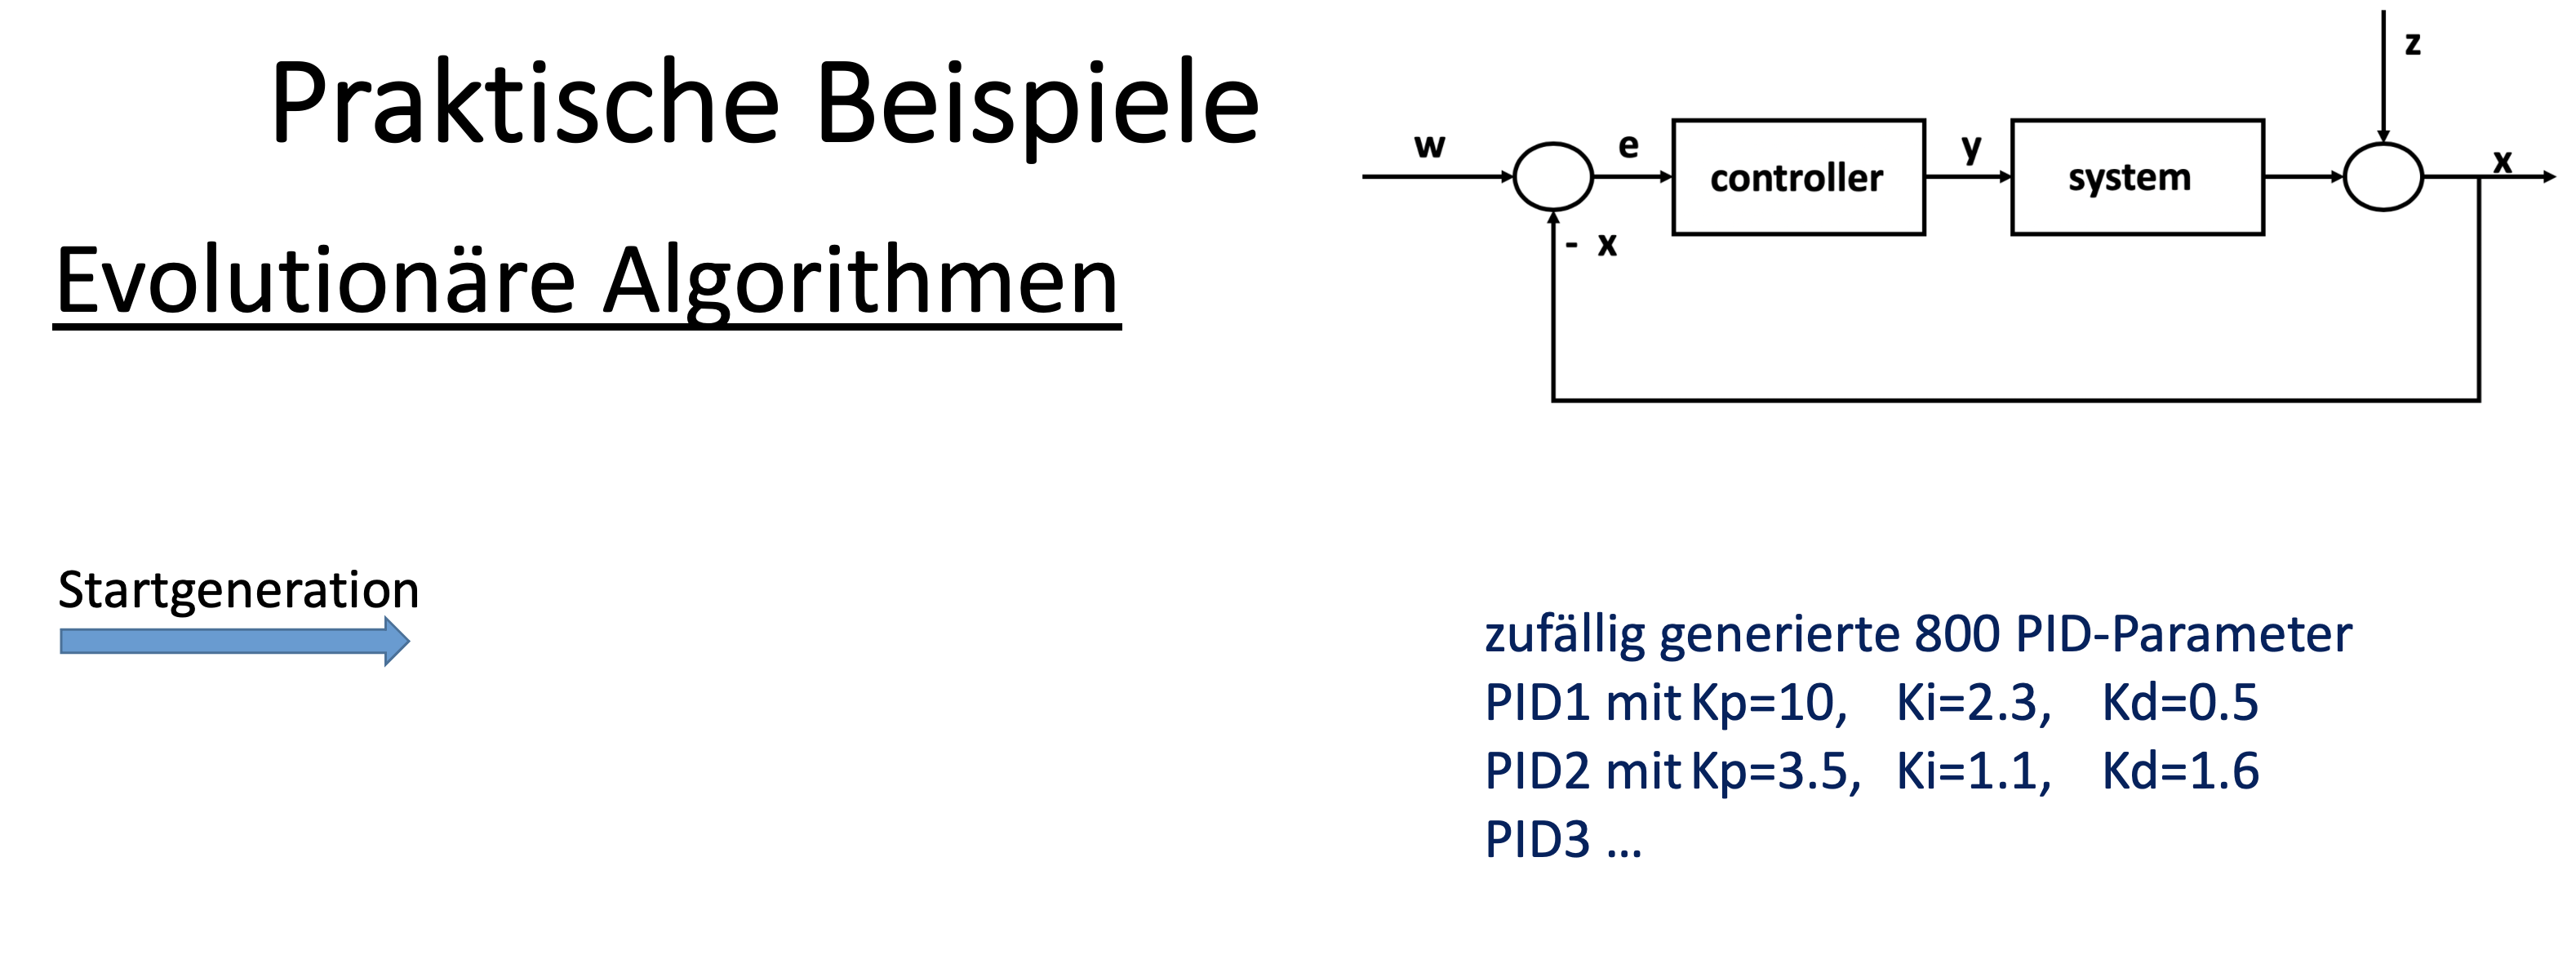 Praktische Beispiele
Evolutionäre Algorithmen
z
w
e
controller
y
system
x
- x
Startgeneration
zufällig generierte 800 PID-Parameter
PID1 mit Kp=10, Ki=2.3, Kd=0.5
PID2 mit Kp=3.5, Ki=1.1, Kd=1.6
PID3 ...